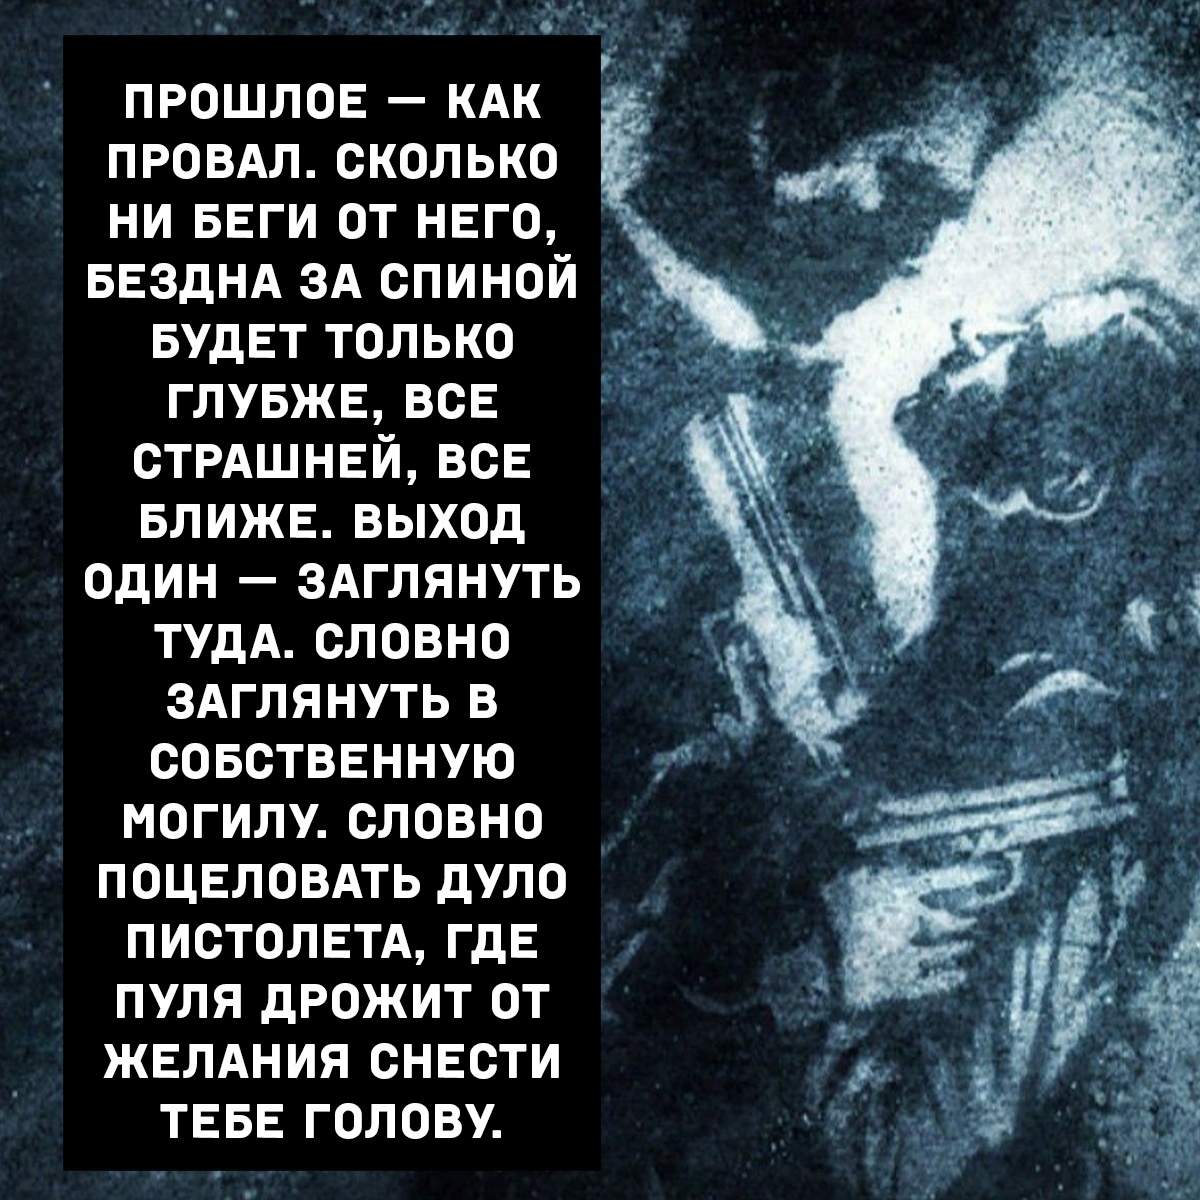 ПРОШЛОЕ — КАК
ПРОВАЛ. СКОЛЬКО
НИ БЕГИ ОТ НЕГО,
БЕЗДНА ЗА СПИНОЙ
БУДЕТ ТОЛЬКО
ГЛУБЖЕ, ВСЕ
СТРАШНЕЙ, ВСЕ
БЛИЖЕ. ВЫХОД
ОДИН — ЗАГЛЯНУТЬ
ТУДА. СЛОВНО
ЗАГЛЯНУТЬ В
СОБСТВЕННУЮ
МОГИЛУ. СЛОВНО
ПОЦЕЛОВАТЬ ДУЛО
ПИСТОЛЕТА, ГДЕ
ПУЛЯ ДРОЖИТ ОТ
ЖЕЛАНИЯ СНЕСТИ
ТЕБЕ ГОЛОВУ.